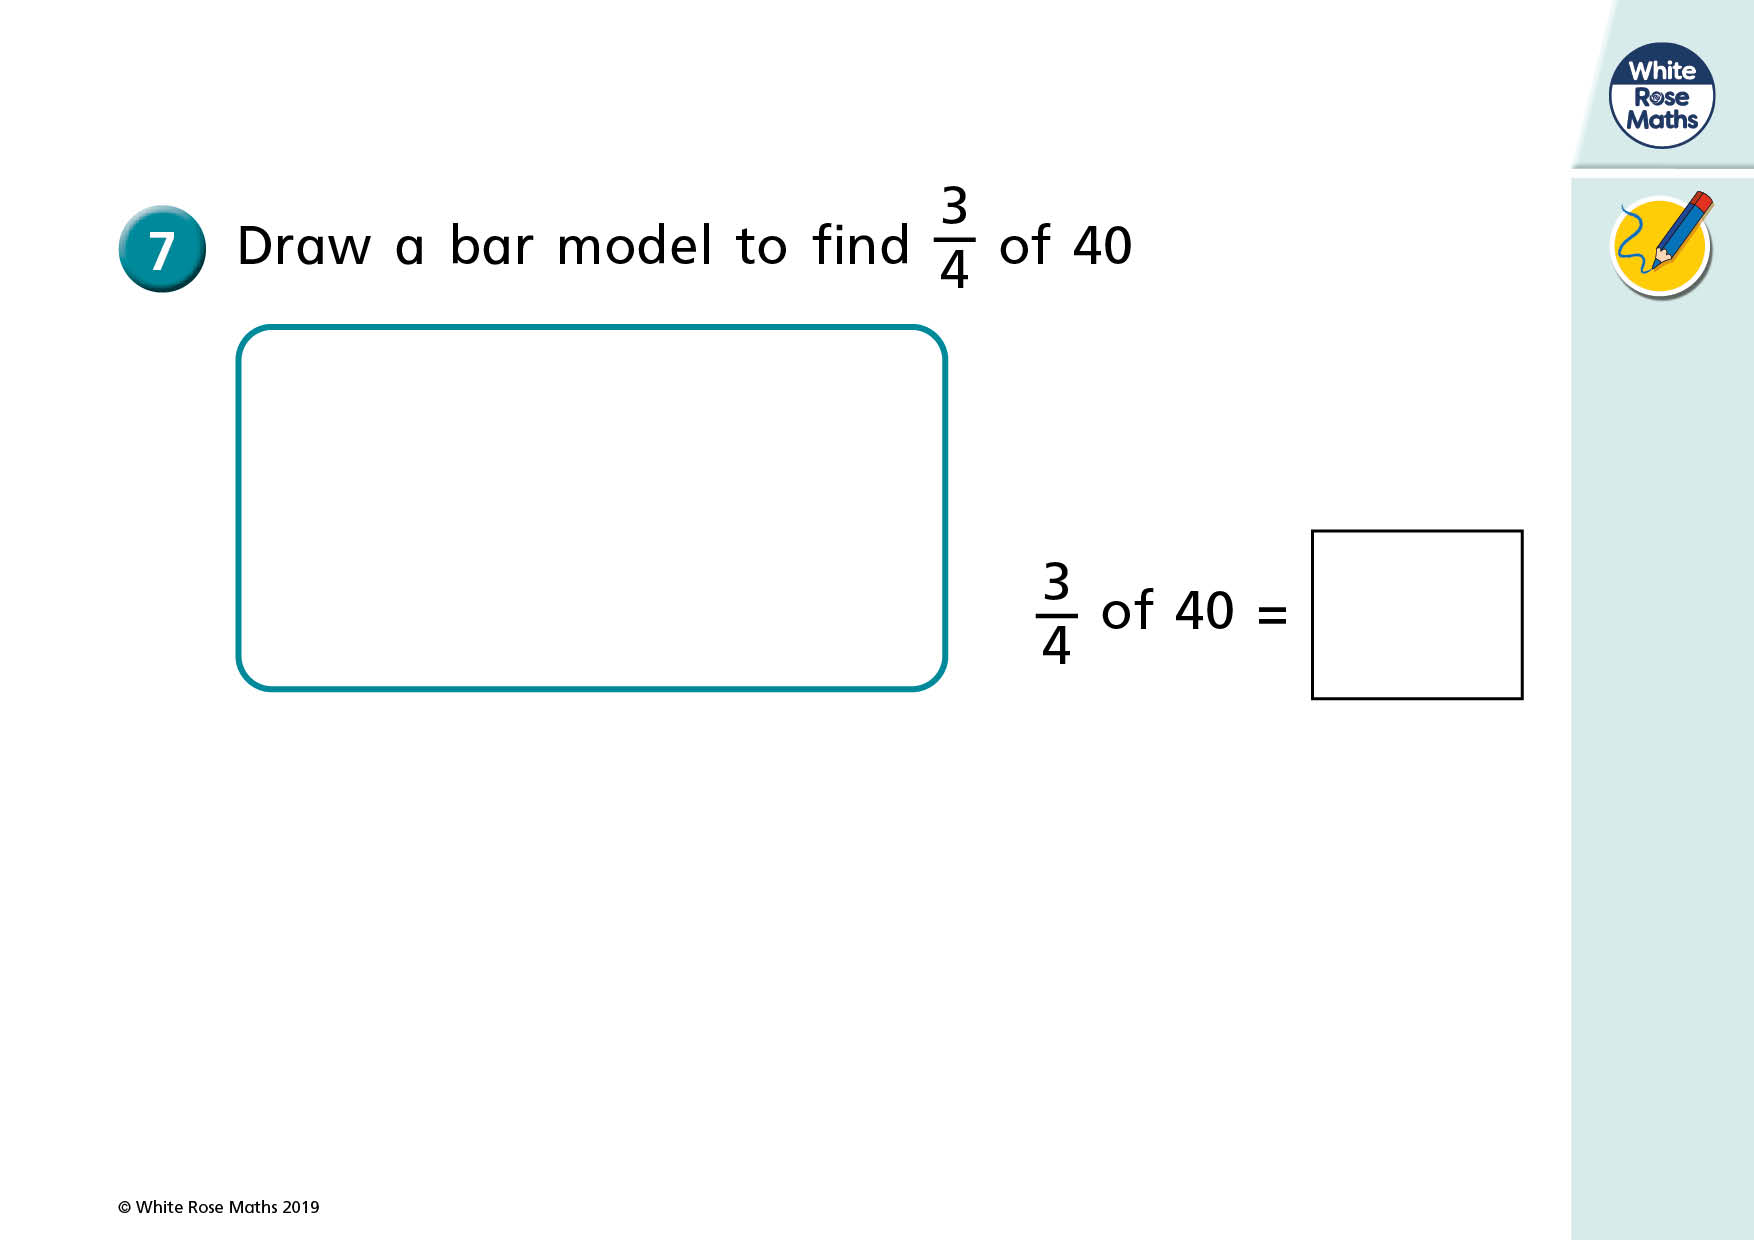 White
Rose
Maths
7 Draw a bar model to find 3/4 of 40
3/4 of 40 =
© White Rose Maths 2019